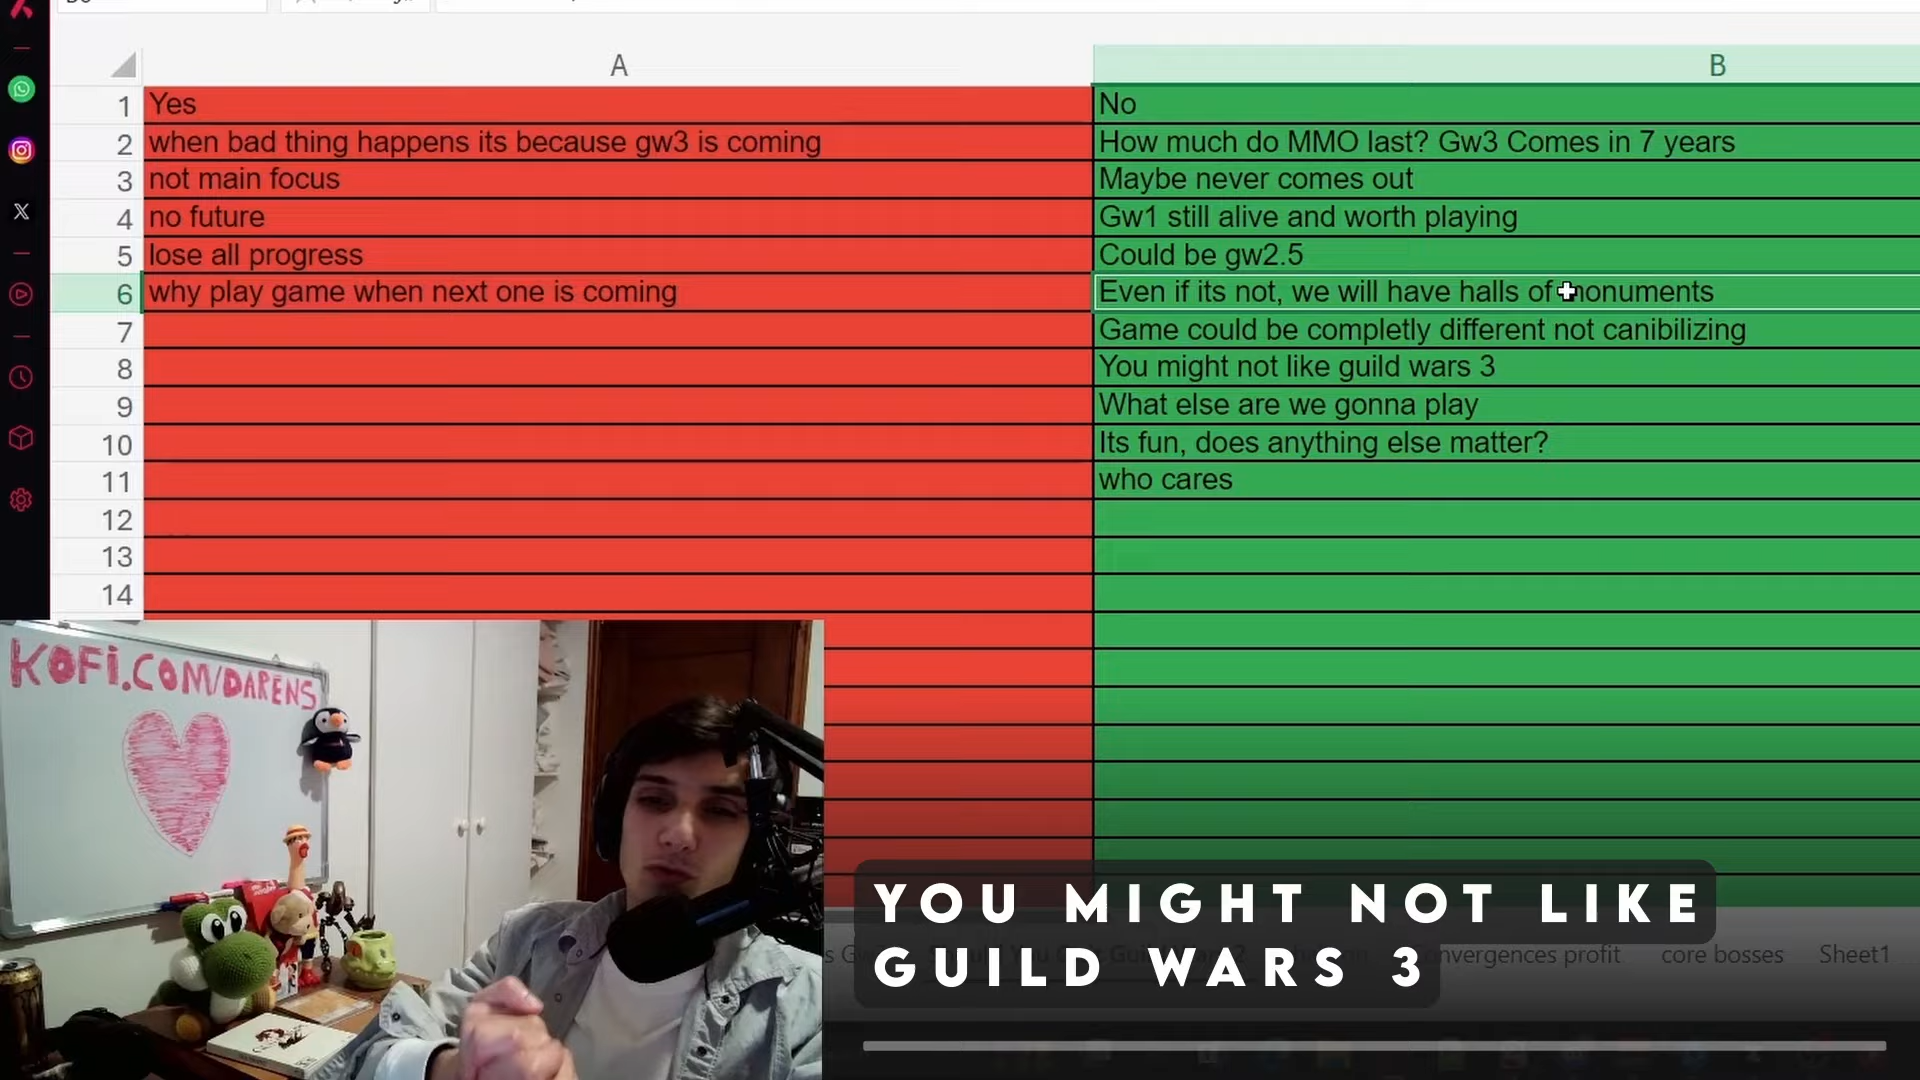 A
B
1 Yes No
2 when bad thing happens its because gw3 is coming How much do MMO last? Gw3 Comes in 7 years
3 not main focus Maybe never comes out
4 no future Gw1 still alive and worth playing
5 lose all progress Could be gw2.5
6 why play game when next one is coming Even if its not, we will have halls of monuments
7 Game could be completly different not canibilizing
8 You might not like guild wars 3
9 What else are we gonna play
10 Its fun, does anything else matter?
11 who cares
12
13
14
KOFI.COM/DARENS
YOU MIGHT NOT LIKE
GUILD WARS 3
profit core bosses Sheet1